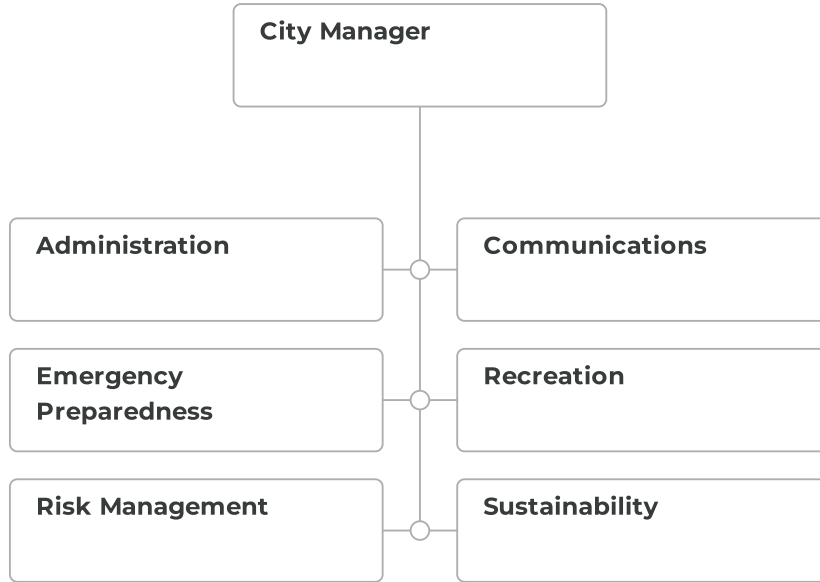 City Manager
Administration
Communications
Emergency
Preparedness
Recreation
Risk Management
Sustainability